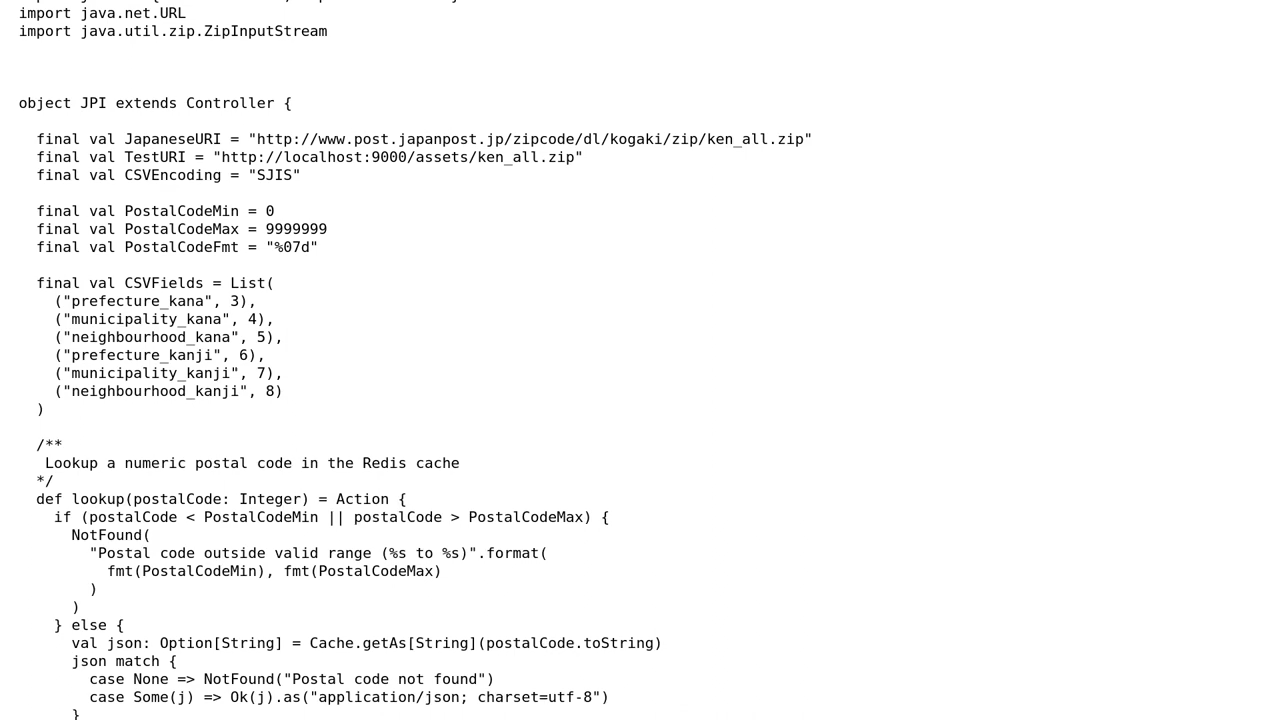 import java.net.URL
import java.util.zip.ZipInputStream
object JPI extends Controller {
final val JapaneseURI = "http://www.post.japanpost.jp/zipcode/dl/kogaki/zip/ken_all.zip"
final val TestURI = "http://localhost:9000/assets/ken_all.zip"
final val CSVEncoding = "SJIS"
final val PostalCodeMin = 0
final val PostalCodeMax = 9999999
final val PostalCodeFmt = "%07d"
final val CSVFields = List(
("prefecture_kana", 3),
("municipality_kana", 4),
("neighbourhood_kana", 5),
("prefecture_kanji", 6),
("municipality_kanji", 7),
("neighbourhood_kanji", 8)
)
/**
Lookup a numeric postal code in the Redis cache
*/
def lookup(postalCode: Integer) = Action {
if (postalCode < PostalCodeMin || postalCode > PostalCodeMax) {
NotFound(
"Postal code outside valid range (%s to %s)".format(
fmt(PostalCodeMin), fmt(PostalCodeMax)
)
)
} else {
val json: Option[String] = Cache.getAs[String](postalCode.toString)
json match {
case None => NotFound("Postal code not found")
case Some(j) => Ok(j).as("application/json; charset=utf-8")
}